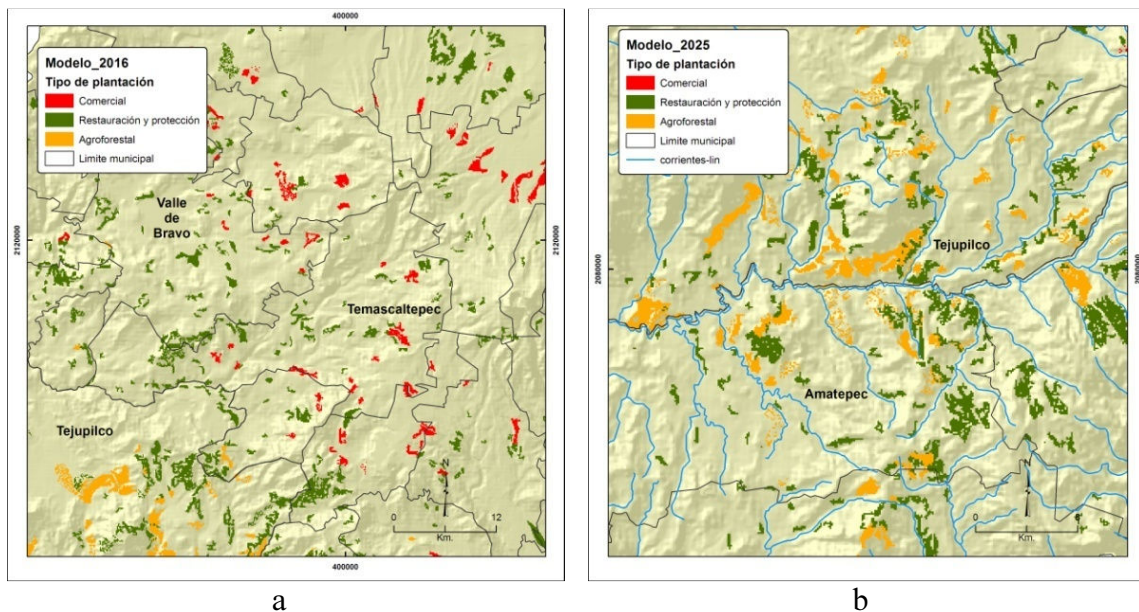 400000
Modelo_2016
Tipo de plantación
Comercial
Restauración y protección
Agroforestal
Limite municipal
Valle
de
Bravo
2120000
2120000
Temascaltepec
Tejupilco
N
0 12
Km.
400000
a
Modelo_2025
Tipo de plantación
Comercial
Restauración y protección
Agroforestal
Limite municipal
corrientes-lin
Tejupilco
2080000
2080000
Amatepec
N
0
Km.
b